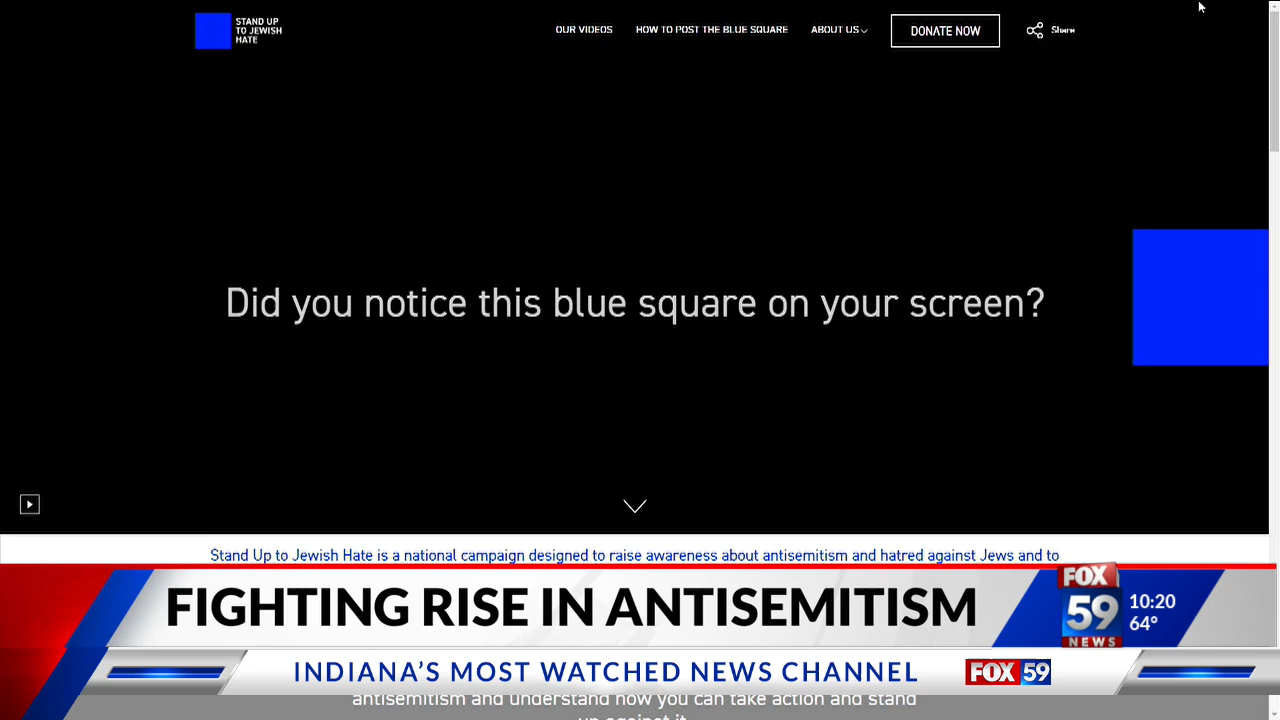 STAND UP
TO JEWISH
HATE
OUR VIDEOS
HOW TO POST THE BLUE SQUARE
ABOUT US
DONATE NOW
Share
Did you notice this blue square on your screen?
Stand Up to Jewish Hate is a national campaign designed to raise awareness about antisemitism and hatred against Jews and to
FIGHTING RISE IN ANTISEMITISM
FOX
59
NEWS
10:20
64°
INDIANA'S MOST WATCHED NEWS CHANNEL
FOX 59
antisemitism and understand how you can take action and stand
up against it